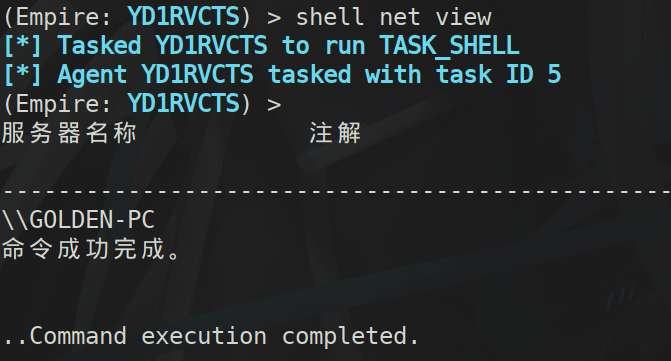 (Empire: YD1RVCTS) > shell net view
[*] Tasked YD1RVCTS to run TASK_SHELL
[*] Agent YD1RVCTS tasked with task ID 5
(Empire: YD1RVCTS) >
服务器名称 注解
-------------------------------------------------
\\GOLDEN-PC
命令成功完成。
..Command execution completed.